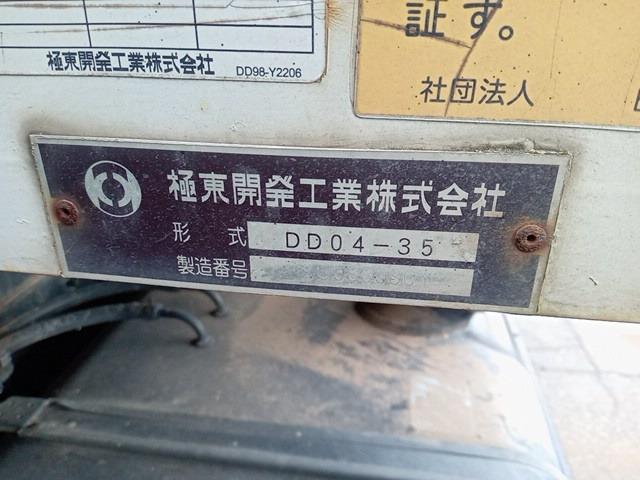 証す。
極東開発工業株式会社 DD98-Y2206
社団法人
極東開発工業株式会社
形式 DD04-35
製造番号